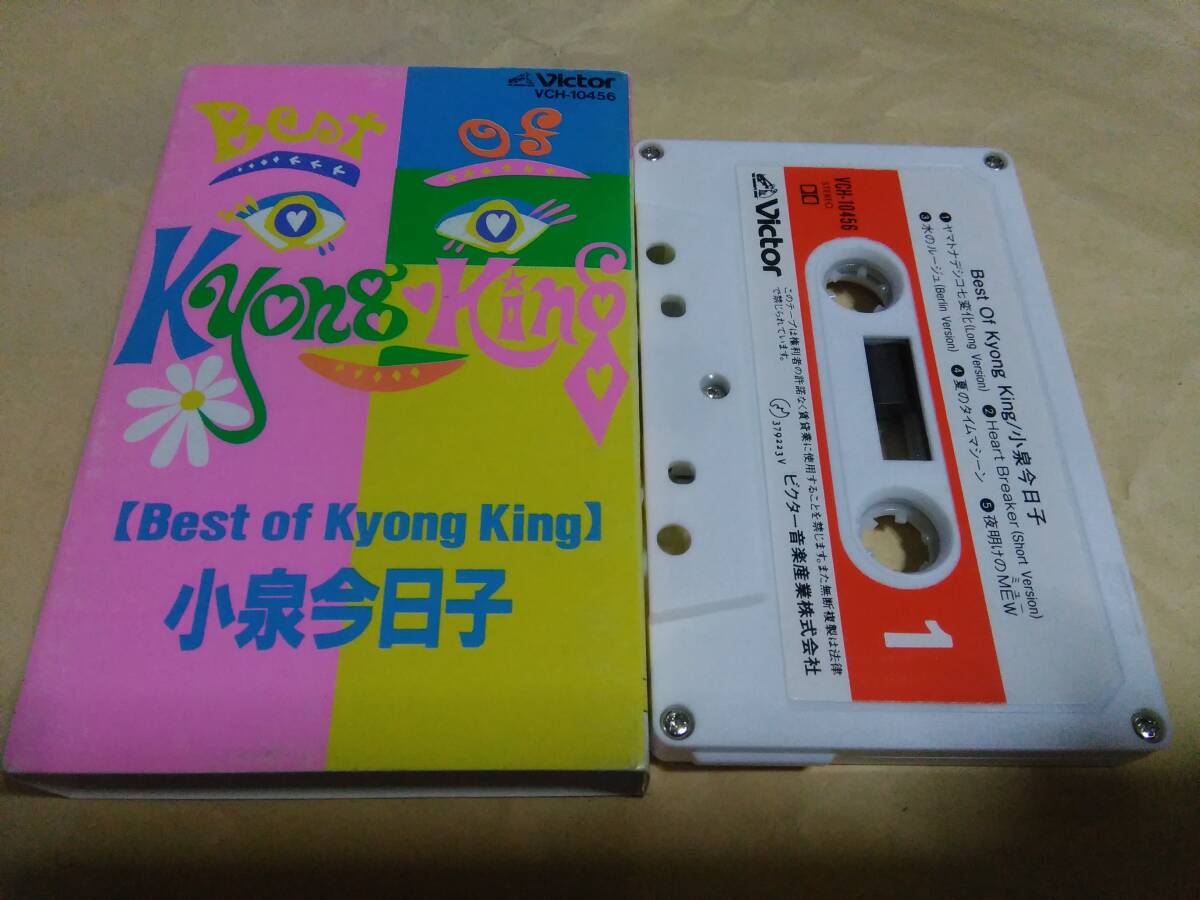 Victor
VCH-10456
Best Of
Kyong King
【Best of Kyong King】
小泉今日子
Best Of Kyong King/小泉今日子
❶ヤマトナデシコ七変化(Long Version) ❷Heart Breaker (Short Version)
❸水のルージュ(Berlin Version) ❹夏のタイムマシーン ❺夜明けのMEW
ミュー
VCH-10456
STEREO
Victor
1
このテープは権利者の許諾なく賃貸業に使用することを禁じます。また無断複製は法律
で禁じられています。
379223V
ビクター音楽産業株式会社